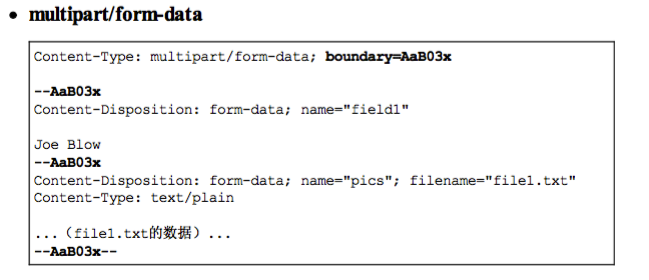 • multipart/form-data
Content-Type: multipart/form-data; boundary=AaB03x
--AaB03x
Content-Disposition: form-data; name="field1"
Joe Blow
--AaB03x
Content-Disposition: form-data; name="pics"; filename="file1.txt"
Content-Type: text/plain
...（file1.txt的数据）...
--AaB03x--